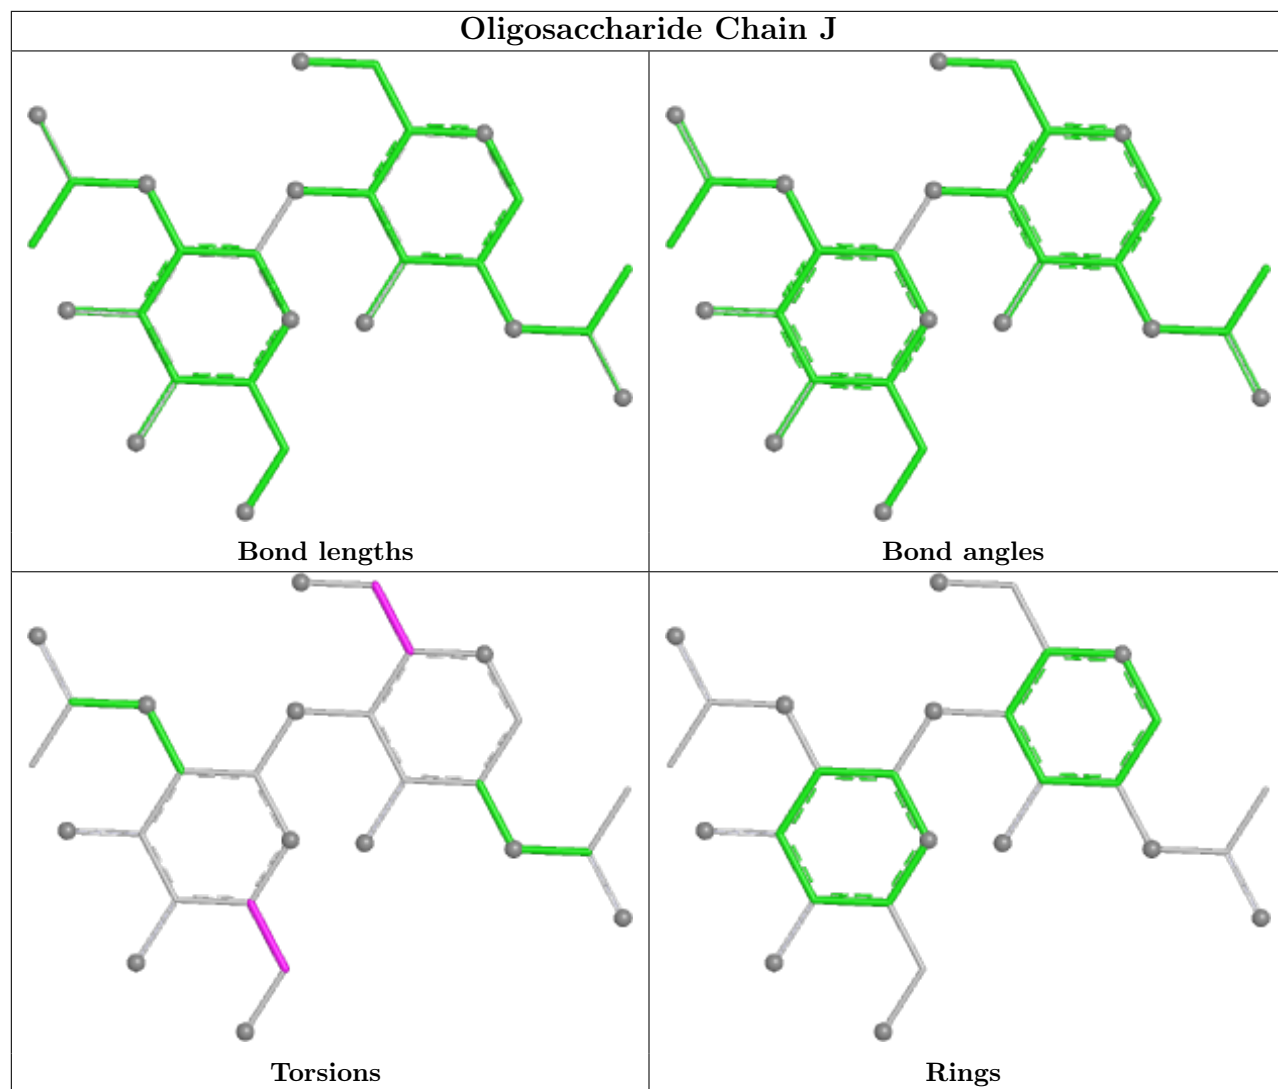 Oligosaccharide Chain J
Bond lengths
Bond angles
Torsions
Rings